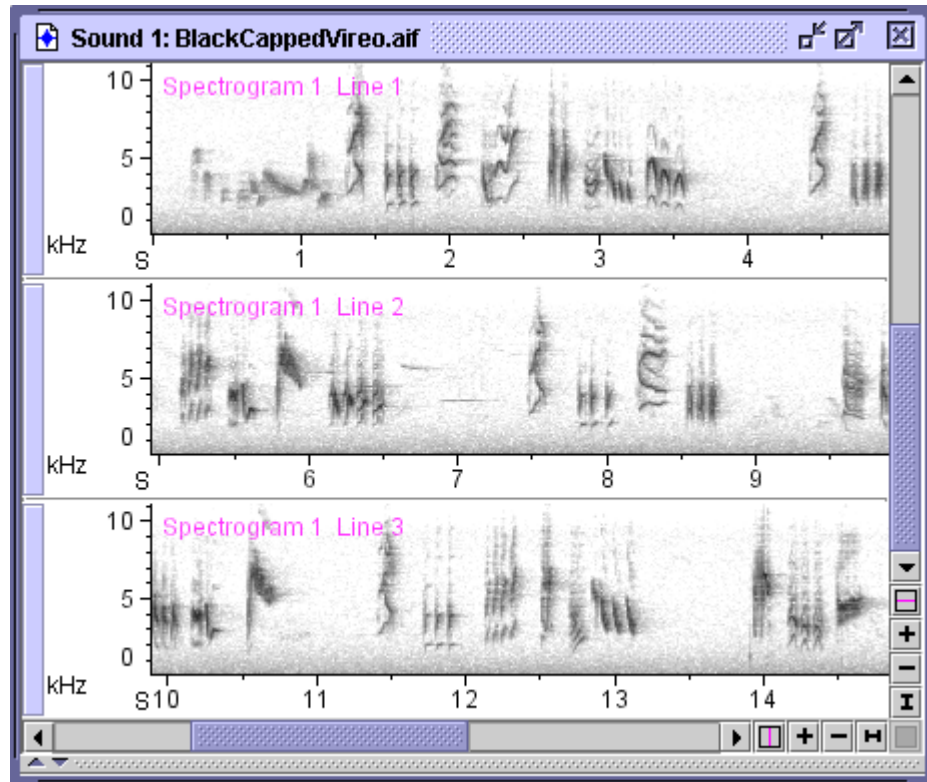 Sound 1: BlackCappedVireo.aif
Spectrogram 1 Line 1
10
5
0
kHz
S 1 2 3 4
Spectrogram 1 Line 2
10
5
0
kHz
S 6 7 8 9
Spectrogram 1 Line 3
10
5
0
kHz
S 10 11 12 13 14